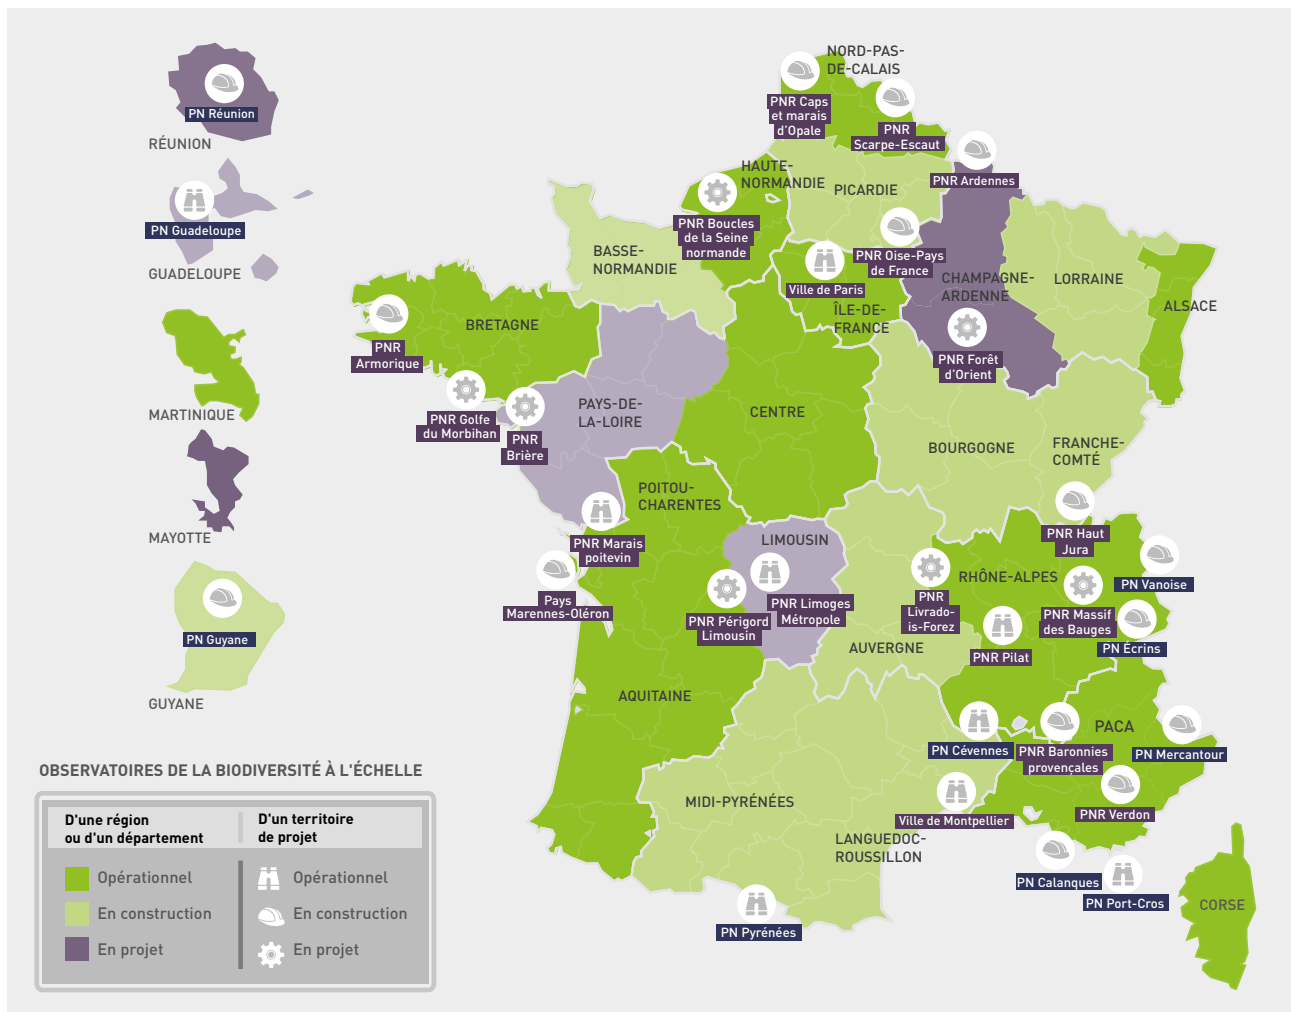 NORD-PAS-
DE-CALAIS
PNR Caps
et marais
d'Opale
PNR
Scarpe-Escaut
PN Réunion
RÉUNION
HAUTE-
NORMANDIE
PICARDIE
PNR Ardennes
PN Guadeloupe
GUADELOUPE
PNR Boucles
de la Seine
normande
BASSE-
NORMANDIE
PNR Oise-Pays
de France
Ville de Paris
CHAMPAGNE-
ARDENNE
LORRAINE
ALSACE
ÎLE-DE-
FRANCE
BRETAGNE
PNR
Armorique
PNR Forêt
d'Orient
MARTINIQUE
PNR Golfe
du Morbihan
PNR
Brière
PAYS-DE-
LA-LOIRE
CENTRE
BOURGOGNE
FRANCHE-
COMTÉ
MAYOTTE
POITOU-
CHARENTES
PNR Marais
poitevin
LIMOUSIN
PNR Haut
Jura
PN Vanoise
RHÔNE-ALPES
Pays
Marennes-Oléron
PNR Périgord
Limousin
PNR Limoges
Métropole
PNR
Livrado-
is-Forez
PNR Massif
des Bauges
PN Écrins
PN Guyane
GUYANE
AUVERGNE
PNR Pilat
AQUITAINE
PACA
PN Cévennes
PNR Baronnies
provençales
PN Mercantour
MIDI-PYRÉNÉES
Ville de Montpellier
PNR Verdon
LANGUEDOC-
ROUSSILLON
PN Calanques
PN Port-Cros
PN Pyrénées
CORSE
OBSERVATOIRES DE LA BIODIVERSITÉ À L'ÉCHELLE
D'une région
ou d'un département
D'un territoire
de projet
Opérationnel
Opérationnel
En construction
En construction
En projet
En projet